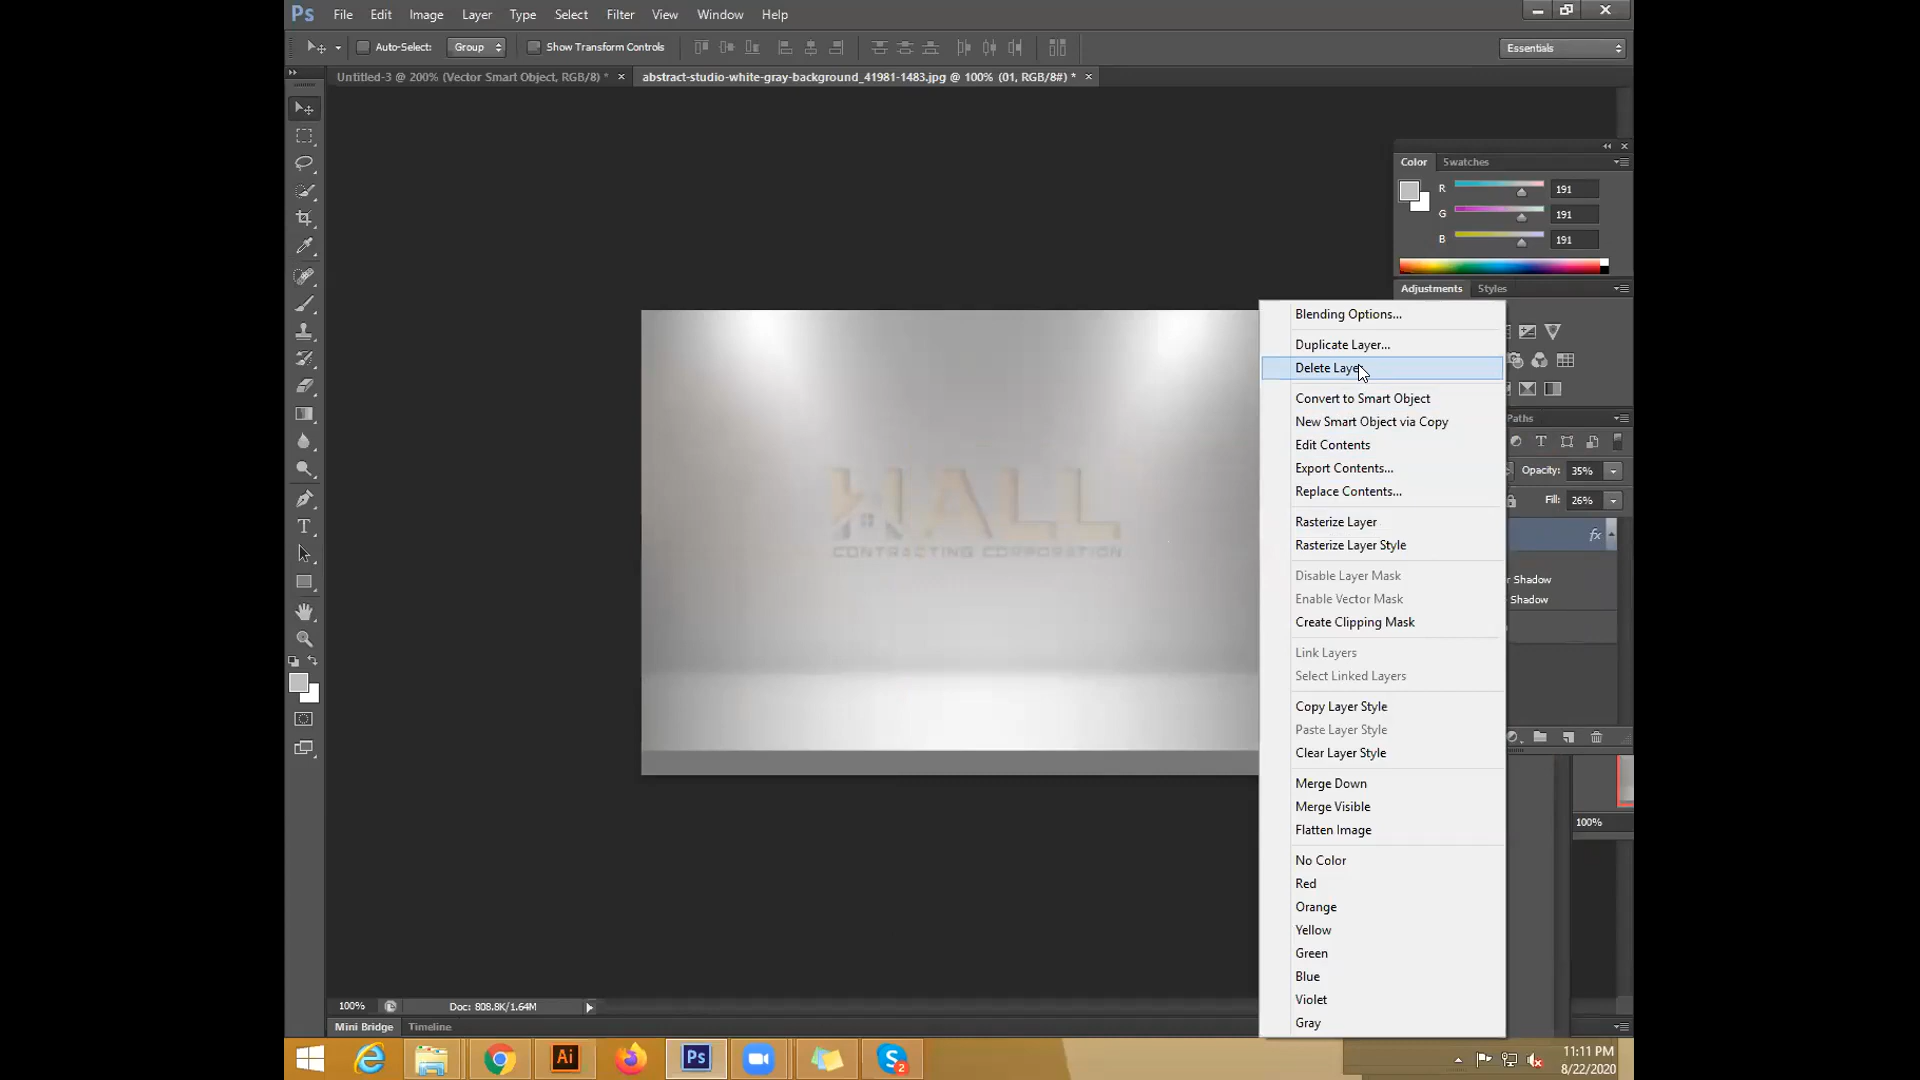 Ps File Edit Image Layer Type Select Filter View Window Help
Auto-Select: Group Show Transform Controls Essentials
Untitled-3 @ 200% (Vector Smart Object, RGB/8) * × abstract-studio-white-gray-background_41981-1483.jpg @ 100% (01, RGB/8#) * ×
Color Swatches
R 191
G 191
B 191
Adjustments Styles
Blending Options...
Duplicate Layer...
Delete Laye
Convert to Smart Object
New Smart Object via Copy
Edit Contents
Export Contents...
Replace Contents...
Rasterize Layer
Rasterize Layer Style
Disable Layer Mask
Enable Vector Mask
Create Clipping Mask
Link Layers
Select Linked Layers
Copy Layer Style
Paste Layer Style
Clear Layer Style
Merge Down
Merge Visible
Flatten Image
No Color
Red
Orange
Yellow
Green
Blue
Violet
Gray
Paths
Opacity: 35%
Fill: 26%
fx
r Shadow
Shadow
100%
HALL
CONTRACTING CORPORATION
100% Doc: 808.8K/1.64M
Mini Bridge Timeline
Ai Ps 2
11:11 PM
8/22/2020